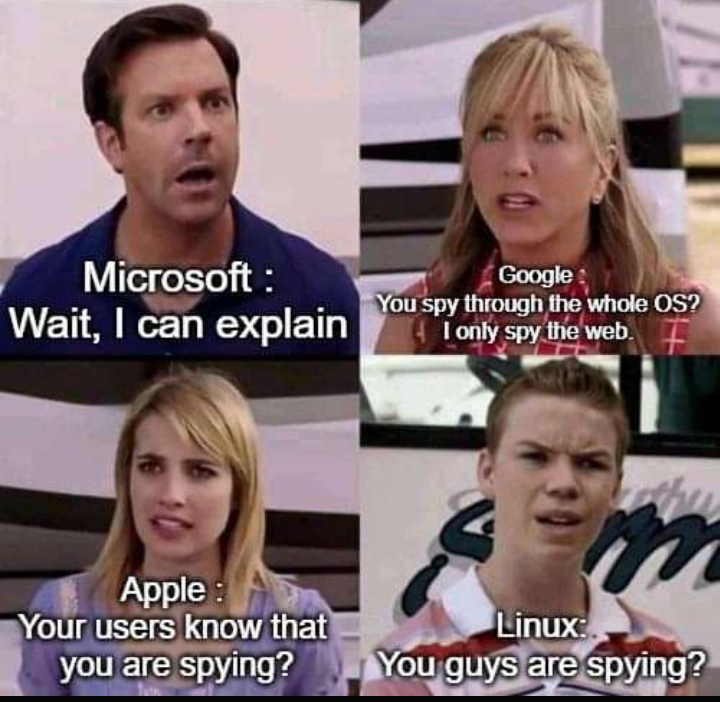 Microsoft :
Wait, I can explain
Google :
You spy through the whole OS?
I only spy the web.
Apple :
Your users know that
you are spying?
Linux:
You guys are spying?